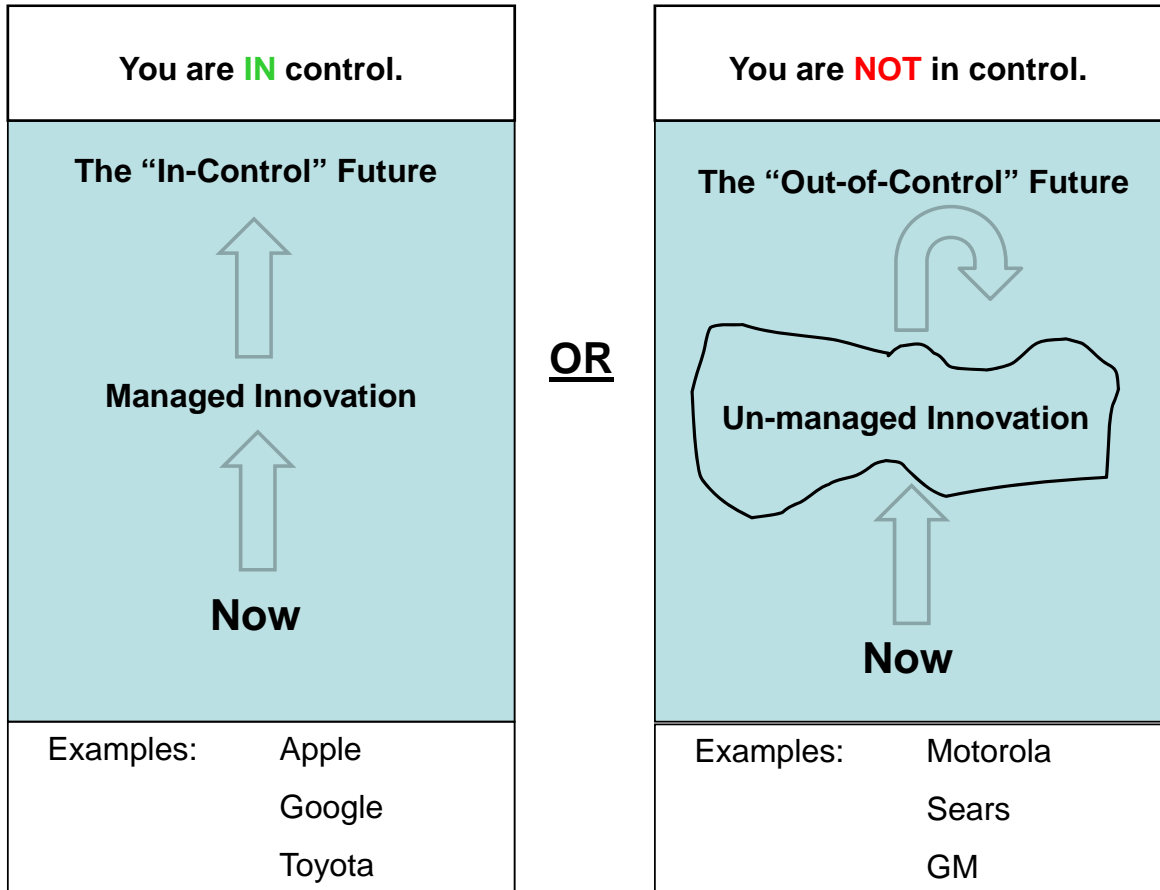 You are IN control.
The “In-Control” Future
Managed Innovation
Now
Examples: Apple
Google
Toyota
OR
You are NOT in control.
The “Out-of-Control” Future
Un-managed Innovation
Now
Examples: Motorola
Sears
GM